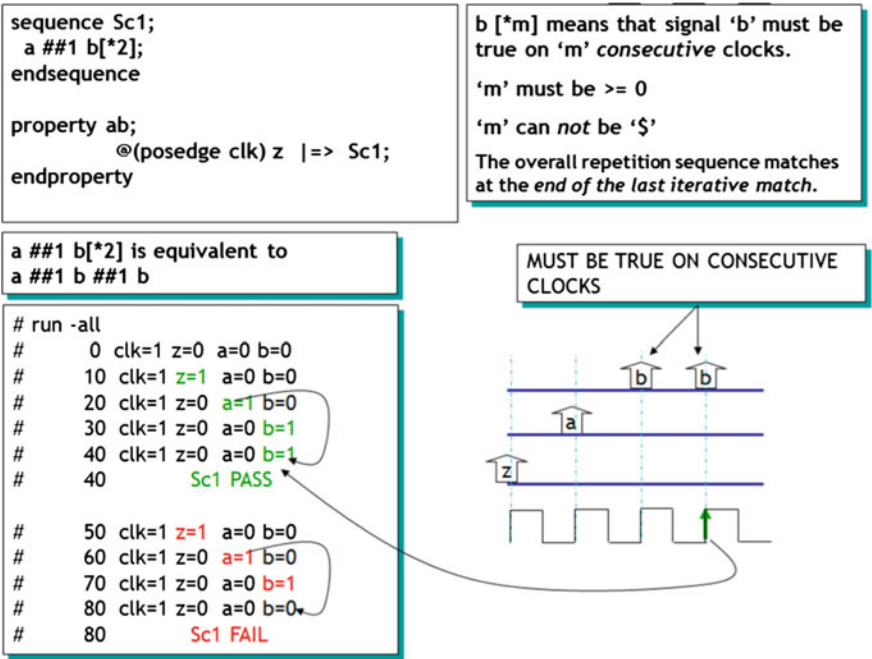 sequence Sc1;
a ##1 b[*2];
endsequence
property ab;
@(posedge clk) z |=> Sc1;
endproperty
b [*m] means that signal ‘b’ must be
true on ‘m’ consecutive clocks.
‘m’ must be >= 0
‘m’ can not be ‘$’
The overall repetition sequence matches
at the end of the last iterative match.
a ##1 b[*2] is equivalent to
a ##1 b ##1 b
# run -all
# 0 clk=1 z=0 a=0 b=0
# 10 clk=1 z=1 a=0 b=0
# 20 clk=1 z=0 a=1 b=0
# 30 clk=1 z=0 a=0 b=1
# 40 clk=1 z=0 a=0 b=1
# 40 Sc1 PASS
# 50 clk=1 z=1 a=0 b=0
# 60 clk=1 z=0 a=1 b=0
# 70 clk=1 z=0 a=0 b=1
# 80 clk=1 z=0 a=0 b=0
# 80 Sc1 FAIL
MUST BE TRUE ON CONSECUTIVE
CLOCKS
b b
a
z